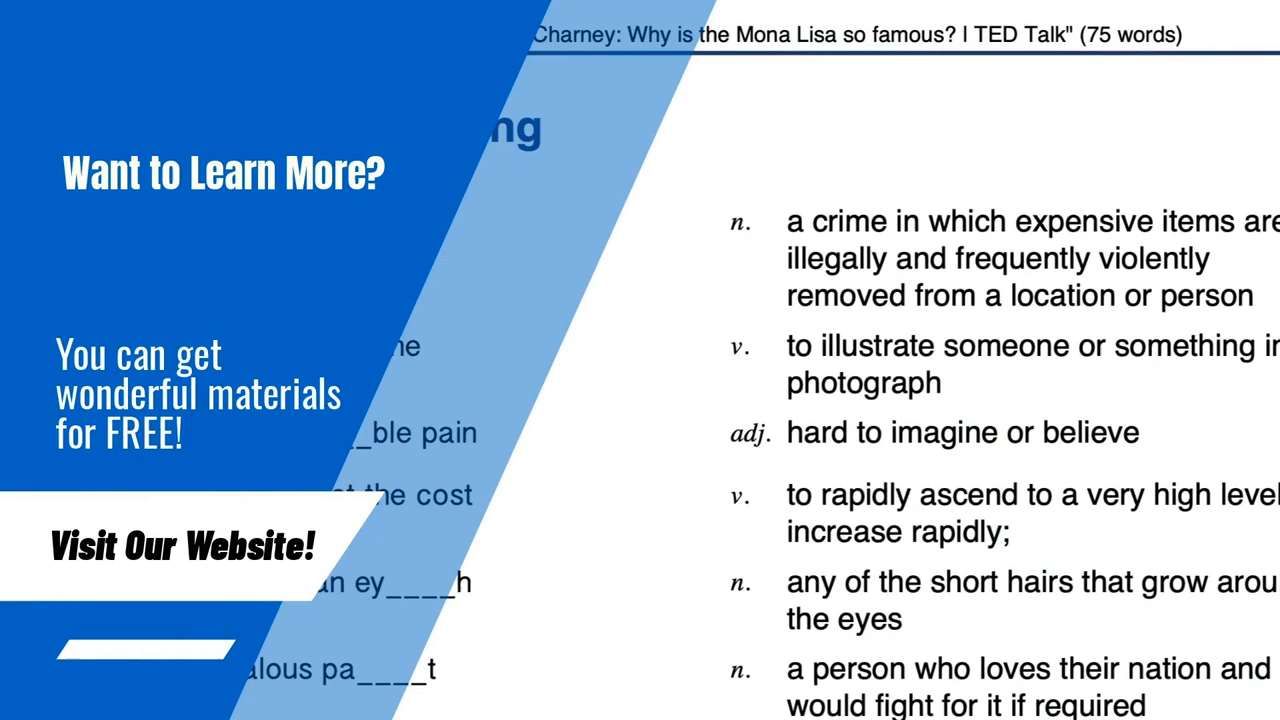 Charney: Why is the Mona Lisa so famous? | TED Talk" (75 words)
ng
Want to Learn More?
n. a crime in which expensive items are
illegally and frequently violently
removed from a location or person
You can get
wonderful materials
for FREE!
ne
v. to illustrate someone or something in
photograph
_ble pain
adj. hard to imagine or believe
the cost
v. to rapidly ascend to a very high level
increase rapidly;
Visit Our Website!
an ey____h
n. any of the short hairs that grow arou
the eyes
alous pa____t
n. a person who loves their nation and
would fight for it if required